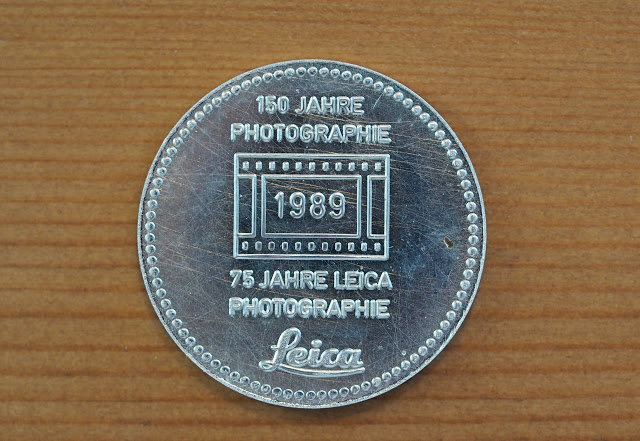 150 JAHRE
PHOTOGRAPHIE
1989
75 JAHRE LEICA
PHOTOGRAPHIE
Leica